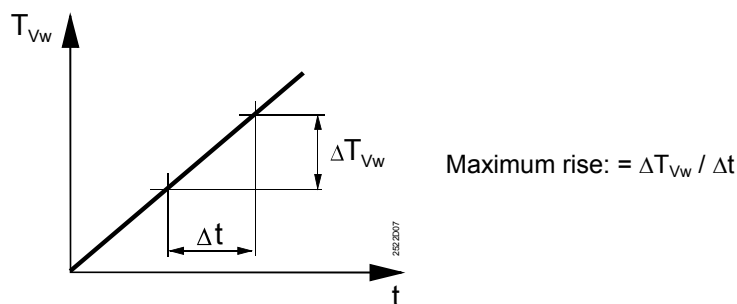 T_Vw
ΔT_Vw
Maximum rise: = ΔT_Vw / Δt
Δt
2522D07
t